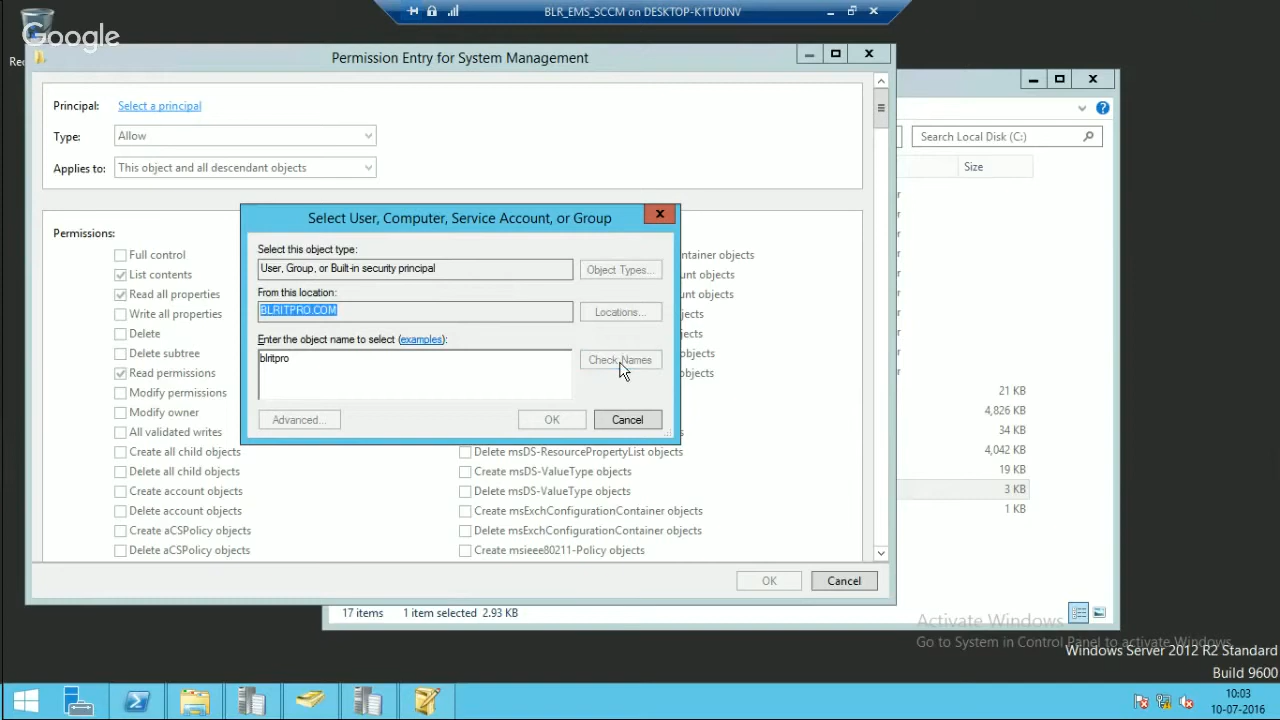 BLR_EMS_SCCM on DESKTOP-K1TU0NV
Google
Permission Entry for System Management
Principal: Select a principal
Type: Allow
Applies to: This object and all descendant objects
Search Local Disk (C:)
Size
Select User, Computer, Service Account, or Group
Select this object type:
User, Group, or Built-in security principal
Object Types...
From this location:
BLRITPRO.COM
Locations...
Enter the object name to select (examples):
blritpro
Check Names
Advanced...
OK
Cancel
Permissions:
Full control
List contents
Read all properties
Write all properties
Delete
Delete subtree
Read permissions
Modify permissions
Modify owner
All validated writes
Create all child objects
Delete all child objects
Create account objects
Delete account objects
Create aCSPolicy objects
Delete aCSPolicy objects
Delete msDS-ResourcePropertyList objects
Create msDS-ValueType objects
Delete msDS-ValueType objects
Create msExchConfigurationContainer objects
Delete msExchConfigurationContainer objects
Create msieee80211-Policy objects
OK
Cancel
21 KB
4,826 KB
34 KB
4,042 KB
19 KB
3 KB
1 KB
17 items 1 item selected 2.93 KB
Activate Windows
Go to System in Control Panel to activate Windows.
Windows Server 2012 R2 Standard
Build 9600
10:03
10-07-2016